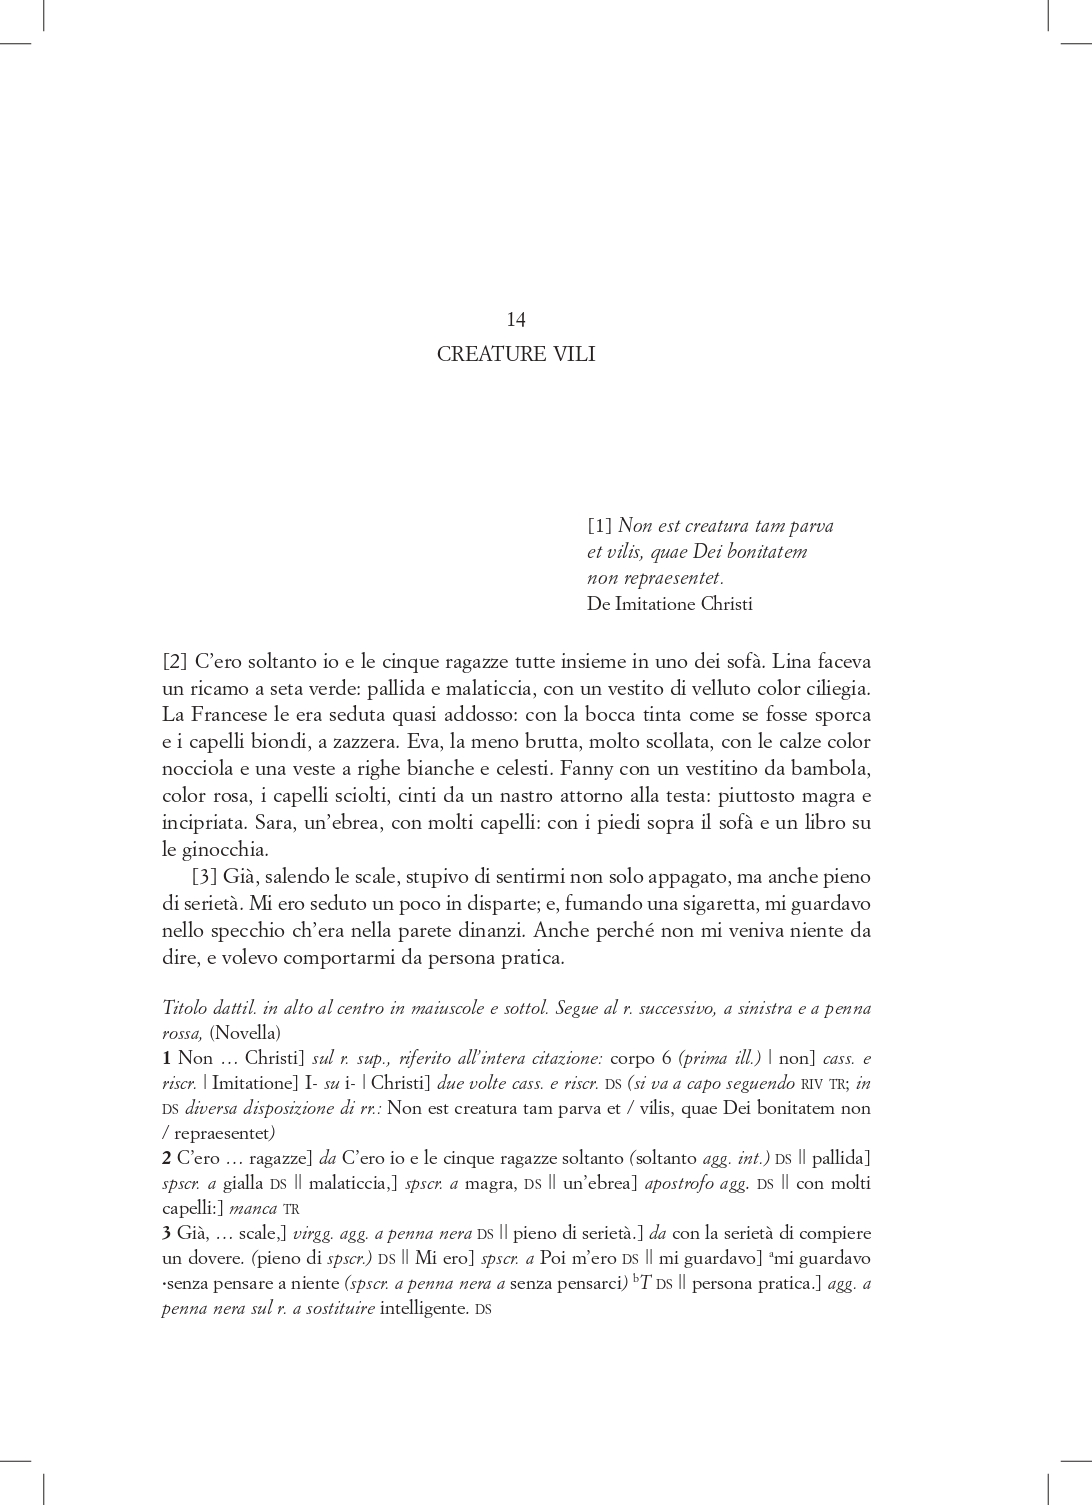 14
CREATURE VILI
[1] Non est creatura tam parva
et vilis, quae Dei bonitatem
non repraesentet.
De Imitatione Christi
[2] C’ero soltanto io e le cinque ragazze tutte insieme in uno dei sofà. Lina faceva
un ricamo a seta verde: pallida e malaticcia, con un vestito di velluto color ciliegia.
La Francese le era seduta quasi addosso: con la bocca tinta come se fosse sporca
e i capelli biondi, a zazzera. Eva, la meno brutta, molto scollata, con le calze color
nocciola e una veste a righe bianche e celesti. Fanny con un vestitino da bambola,
color rosa, i capelli sciolti, cinti da un nastro attorno alla testa: piuttosto magra e
incipriata. Sara, un’ebrea, con molti capelli: con i piedi sopra il sofà e un libro su
le ginocchia.
[3] Già, salendo le scale, stupivo di sentirmi non solo appagato, ma anche pieno
di serietà. Mi ero seduto un poco in disparte; e, fumando una sigaretta, mi guardavo
nello specchio ch’era nella parete dinanzi. Anche perché non mi veniva niente da
dire, e volevo comportarmi da persona pratica.
Titolo dattil. in alto al centro in maiuscole e sottol. Segue al r. successivo, a sinistra e a penna
rossa, (Novella)
1 Non … Christi] sul r. sup., riferito all’intera citazione: corpo 6 (prima ill.) | non] cass. e
riscr. | Imitatione] I- su i- | Christi] due volte cass. e riscr. DS (si va a capo seguendo RIV TR; in
DS diversa disposizione di rr.: Non est creatura tam parva et / vilis, quae Dei bonitatem non
/ repraesentet)
2 C’ero … ragazze] da C’ero io e le cinque ragazze soltanto (soltanto agg. int.) DS || pallida]
spscr. a gialla DS || malaticcia,] spscr. a magra, DS || un’ebrea] apostrofo agg. DS || con molti
capelli:] manca TR
3 Già, … scale,] virgg. agg. a penna nera DS || pieno di serietà.] da con la serietà di compiere
un dovere. (pieno di spscr.) DS || Mi ero] spscr. a Poi m’ero DS || mi guardavo] ᵃmi guardavo
·senza pensare a niente (spscr. a penna nera a senza pensarci) ᵇT DS || persona pratica.] agg. a
penna nera sul r. a sostituire intelligente. DS